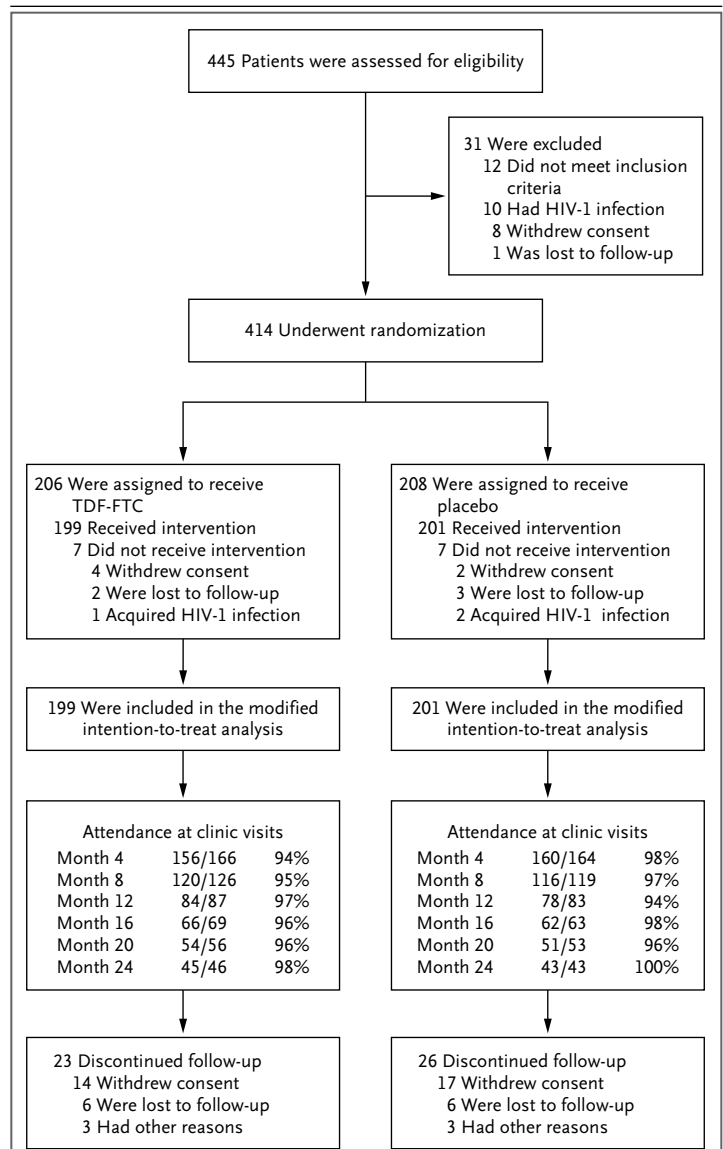 445 Patients were assessed for eligibility
31 Were excluded
12 Did not meet inclusion
criteria
10 Had HIV-1 infection
8 Withdrew consent
1 Was lost to follow-up
414 Underwent randomization
206 Were assigned to receive
TDF-FTC
199 Received intervention
7 Did not receive intervention
4 Withdrew consent
2 Were lost to follow-up
1 Acquired HIV-1 infection
208 Were assigned to receive
placebo
201 Received intervention
7 Did not receive intervention
2 Withdrew consent
3 Were lost to follow-up
2 Acquired HIV-1 infection
199 Were included in the modified
intention-to-treat analysis
201 Were included in the modified
intention-to-treat analysis
Attendance at clinic visits
Month 4 156/166 94%
Month 8 120/126 95%
Month 12 84/87 97%
Month 16 66/69 96%
Month 20 54/56 96%
Month 24 45/46 98%
Attendance at clinic visits
Month 4 160/164 98%
Month 8 116/119 97%
Month 12 78/83 94%
Month 16 62/63 98%
Month 20 51/53 96%
Month 24 43/43 100%
23 Discontinued follow-up
14 Withdrew consent
6 Were lost to follow-up
3 Had other reasons
26 Discontinued follow-up
17 Withdrew consent
6 Were lost to follow-up
3 Had other reasons